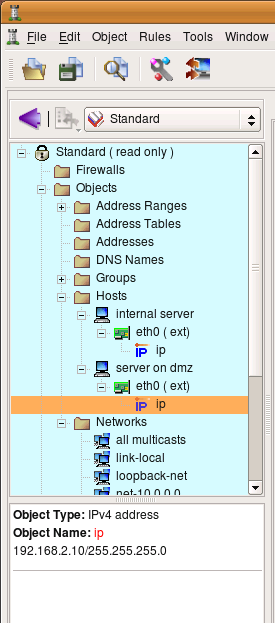 File Edit Object Rules Tools Window
Standard
Standard ( read only )
Firewalls
Objects
Address Ranges
Address Tables
Addresses
DNS Names
Groups
Hosts
internal server
eth0 ( ext)
IP ip
server on dmz
eth0 ( ext)
IP ip
Networks
all multicasts
link-local
loopback-net
net-10.0.0.0
Object Type: IPv4 address
Object Name: ip
192.168.2.10/255.255.255.0